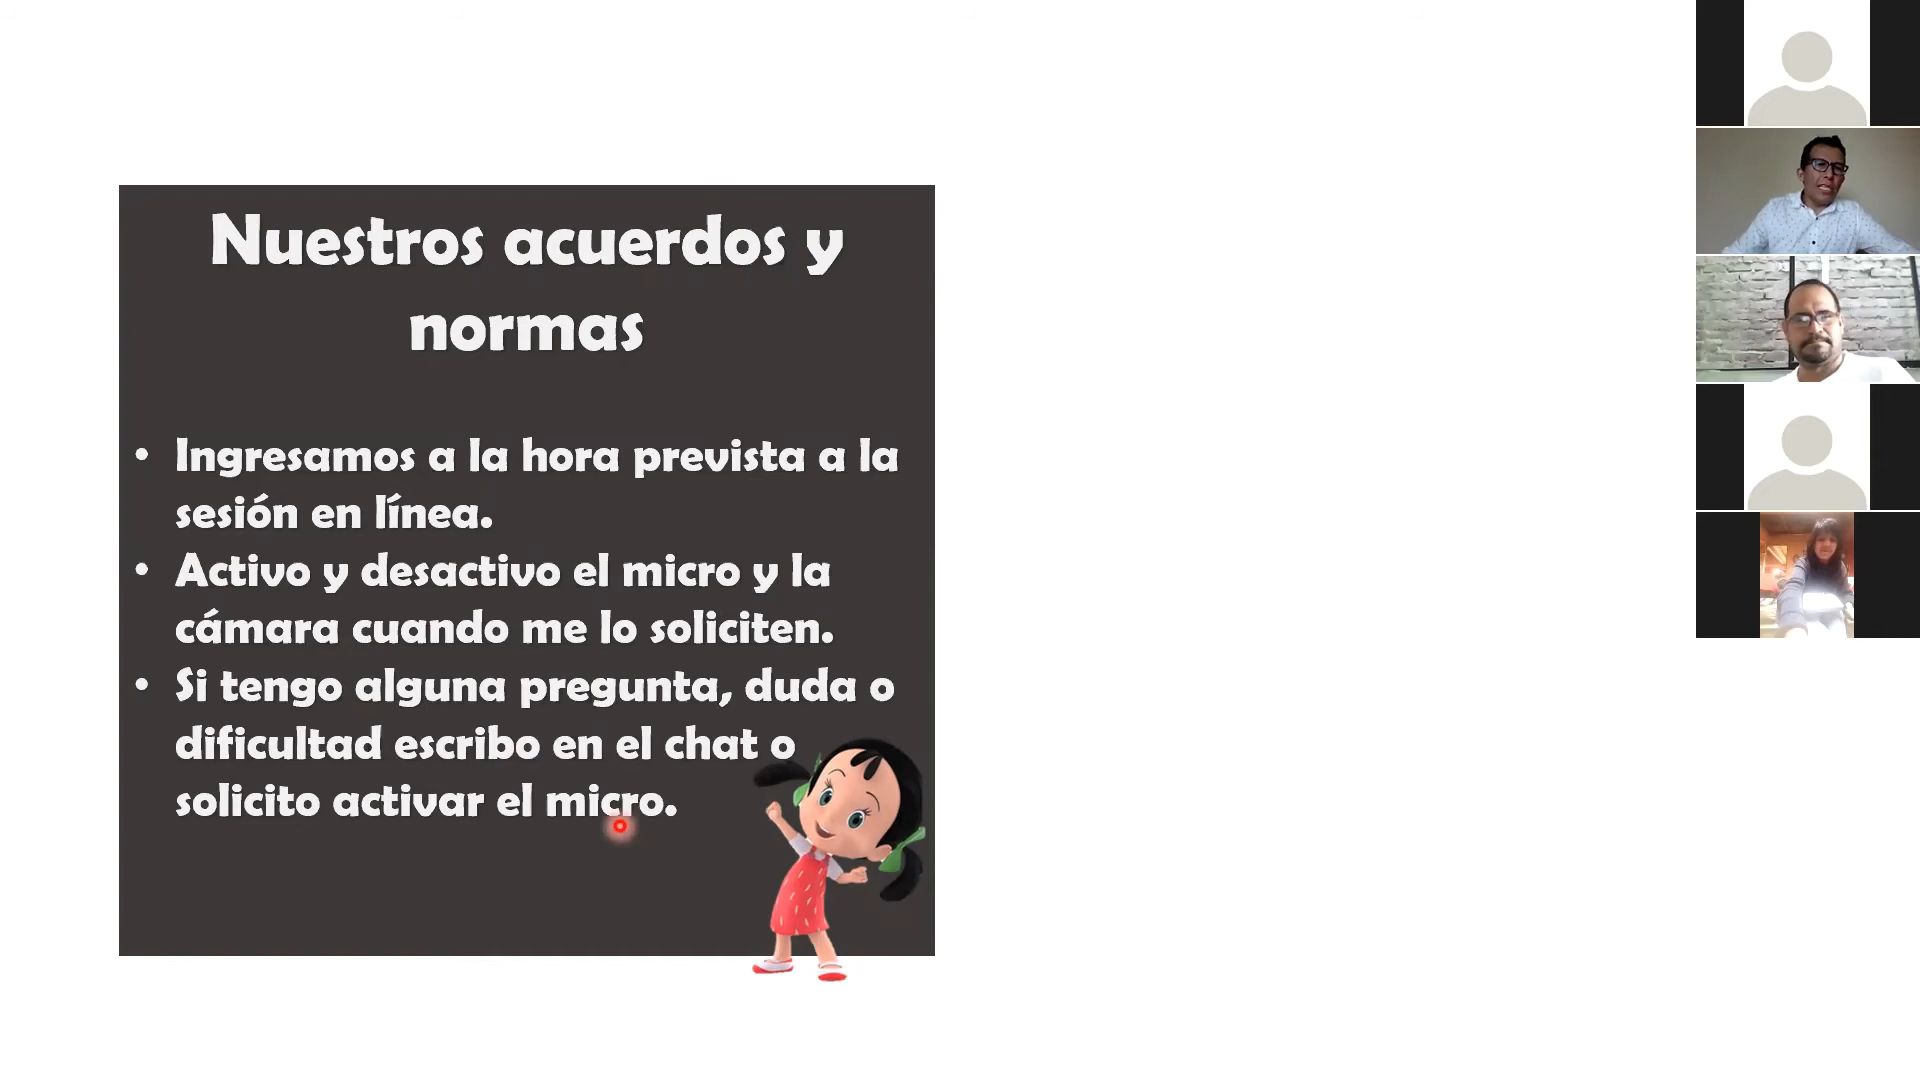 Nuestros acuerdos y
normas
• Ingresamos a la hora prevista a la
sesión en línea.
• Activo y desactivo el micro y la
cámara cuando me lo soliciten.
• Si tengo alguna pregunta, duda o
dificultad escribo en el chat o
solicito activar el micro.